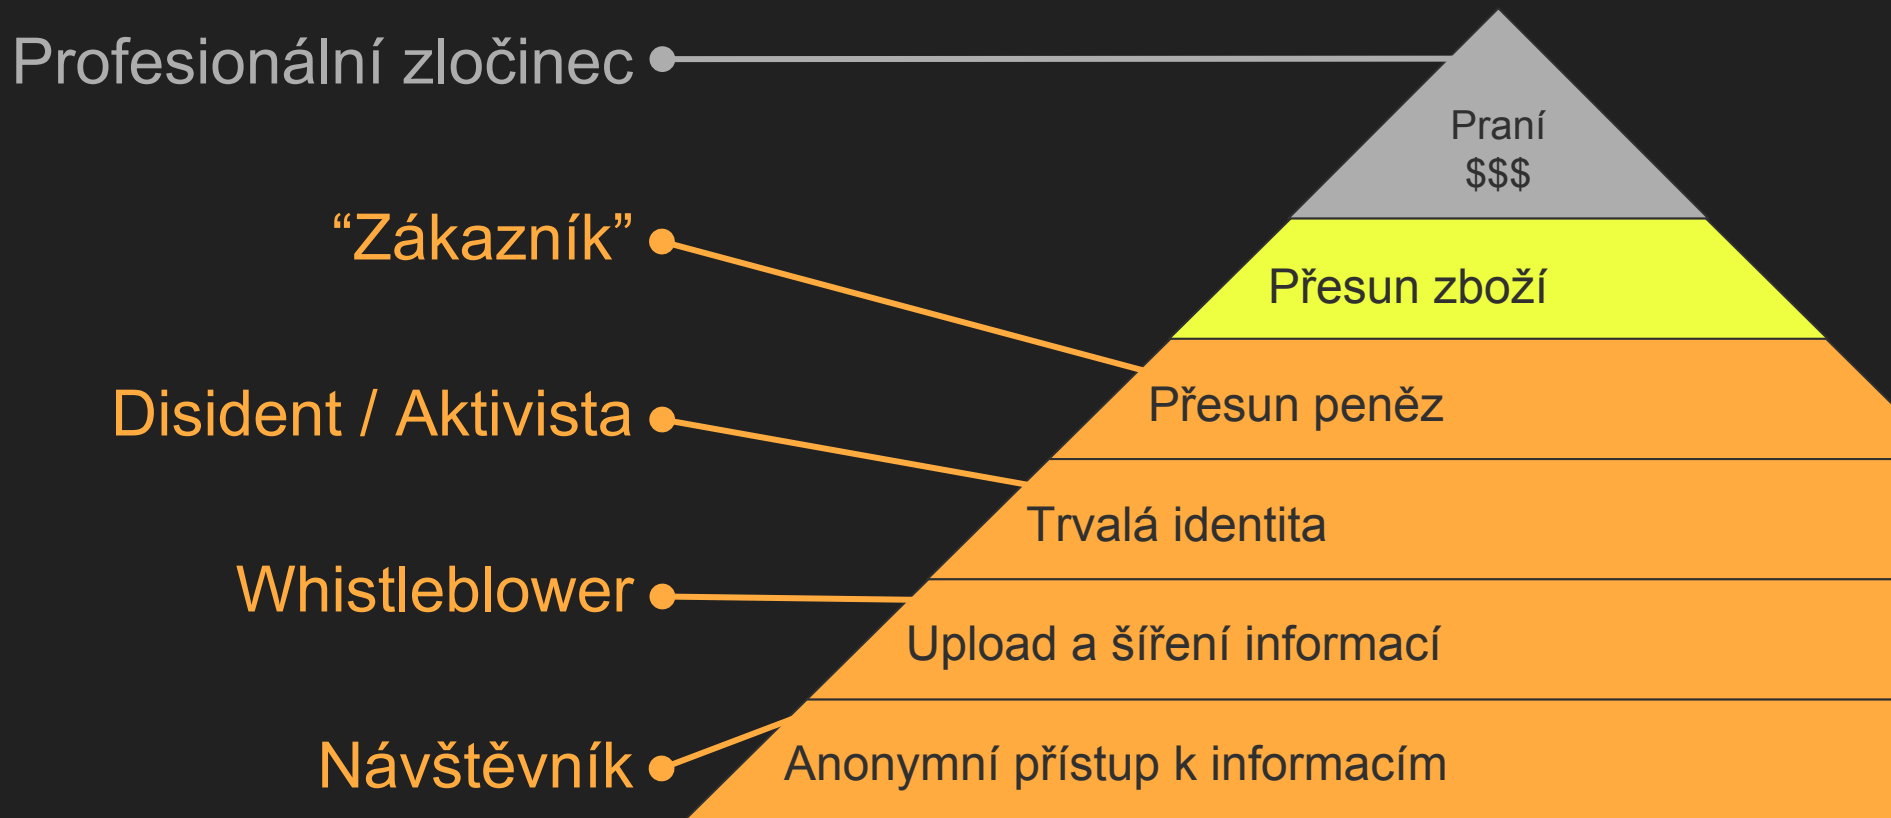 Profesionální zločinec
Praní
$$$
“Zákazník”
Přesun zboží
Přesun peněz
Disident / Aktivista
Trvalá identita
Whistleblower
Upload a šíření informací
Návštěvník
Anonymní přístup k informacím